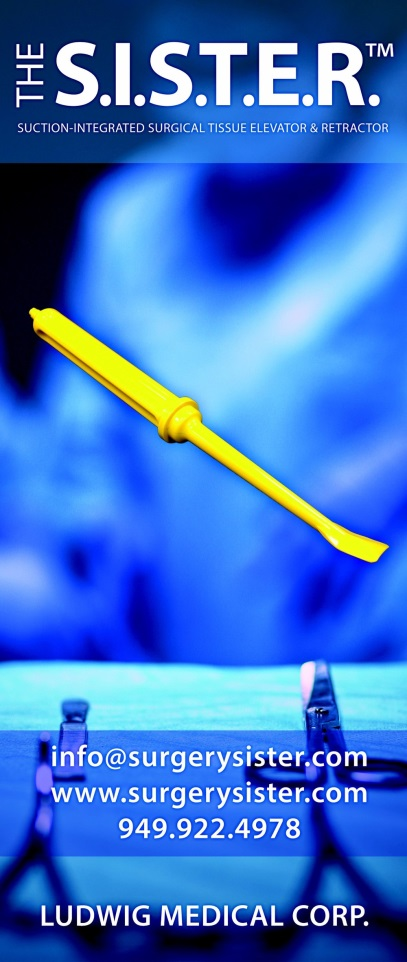 THE S.I.S.T.E.R.™
SUCTION-INTEGRATED SURGICAL TISSUE ELEVATOR & RETRACTOR
info@surgerysister.com
www.surgerysister.com
949.922.4978
LUDWIG MEDICAL CORP.